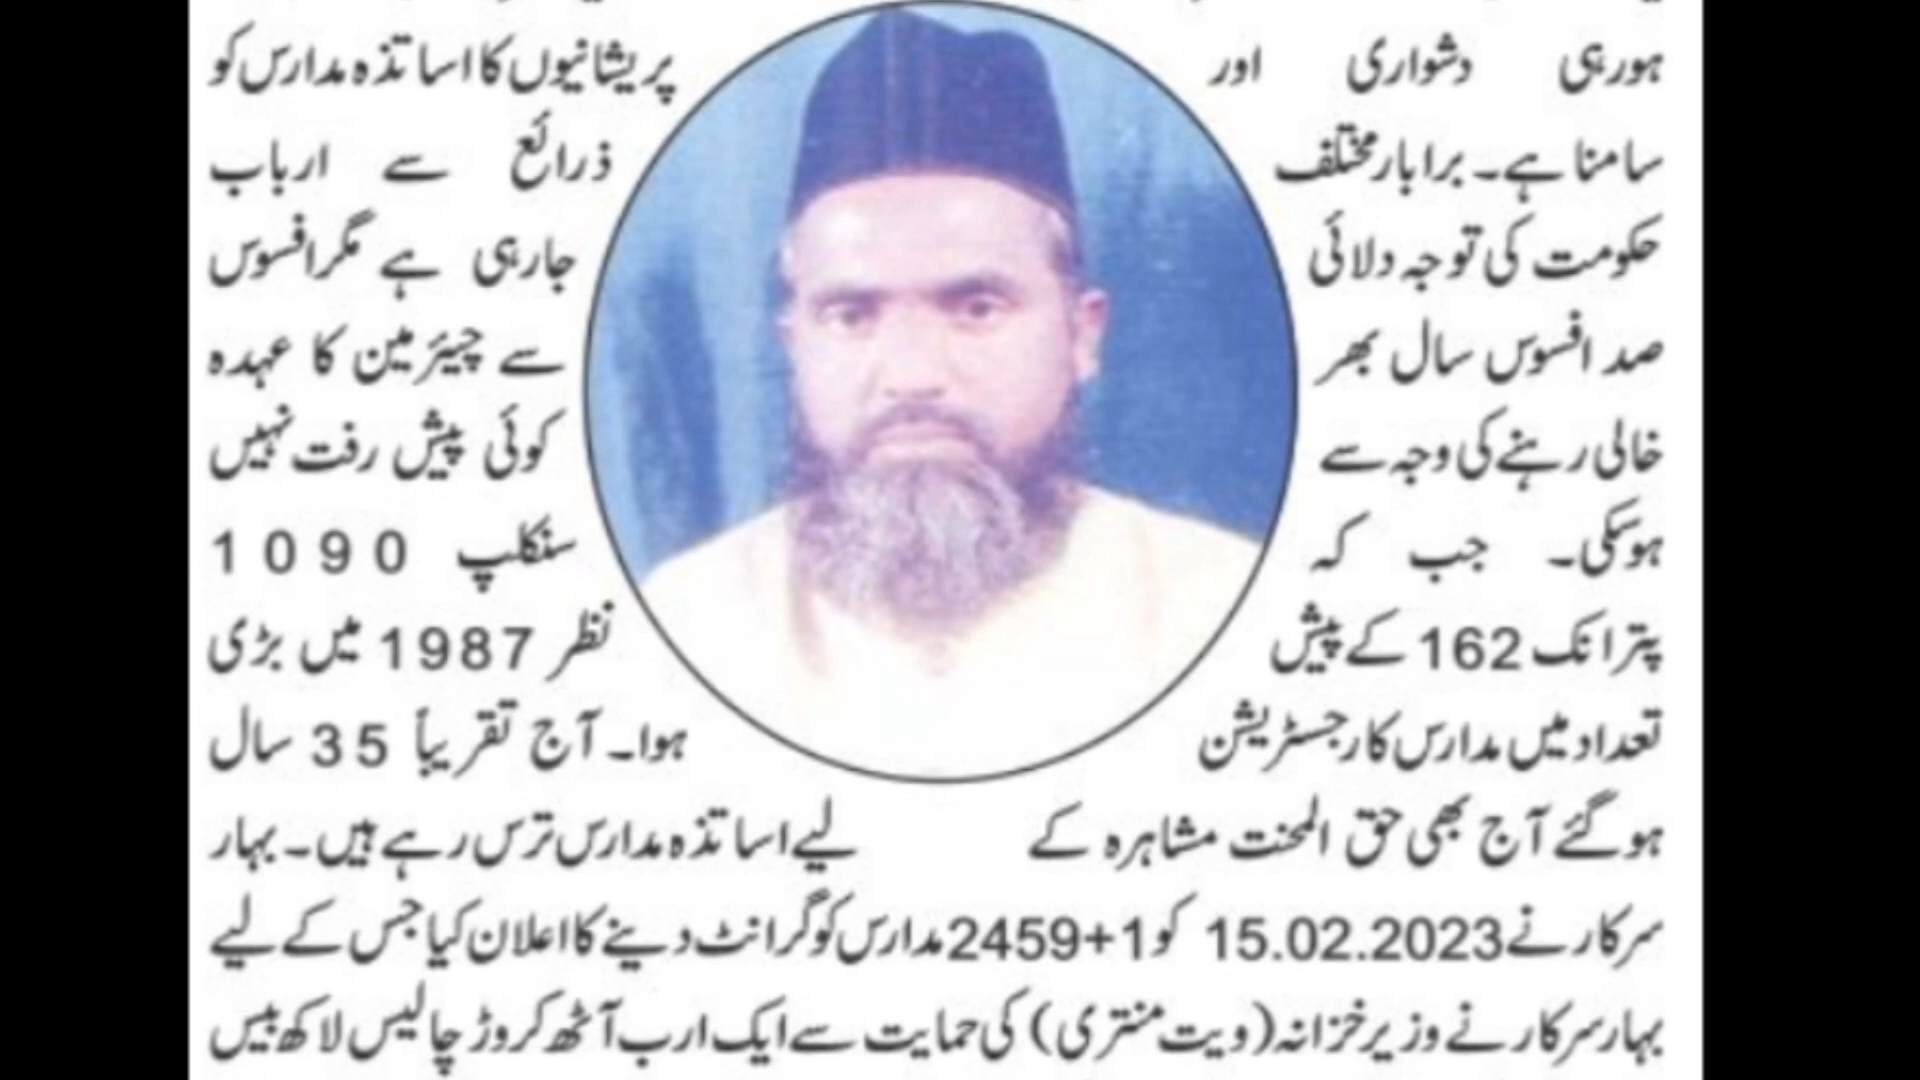 ہورہی دشواری اور پریشانیوں کا اساتذہ مدارس کو
سامنا ہے۔ برابار مختلف ذرائع سے ارباب
حکومت کی توجہ دلائی جارہی ہے مگر افسوس
صد افسوس سال بھر سے چیئرمین کا عہدہ
خالی رہنے کی وجہ سے کوئی پیش رفت نہیں
ہوسکی۔ جب کہ سنکلپ 1090
پترانک 162 کے پیش نظر 1987 میں بڑی
تعداد میں مدارس کا رجسٹریشن ہوا۔ آج تقریباً 35 سال
ہوگئے آج بھی حق المحنت مشاہرہ کے لیے اساتذہ مدارس ترس رہے ہیں۔ بہار
سرکار نے 15.02.2023 کو 2459+1 مدارس کو گرانٹ دینے کا اعلان کیا جس کے لیے
بہار سرکار نے وزیر خزانہ (ویت منتری) کی حمایت سے ایک ارب آٹھ کروڑ چالیس لاکھ بیس